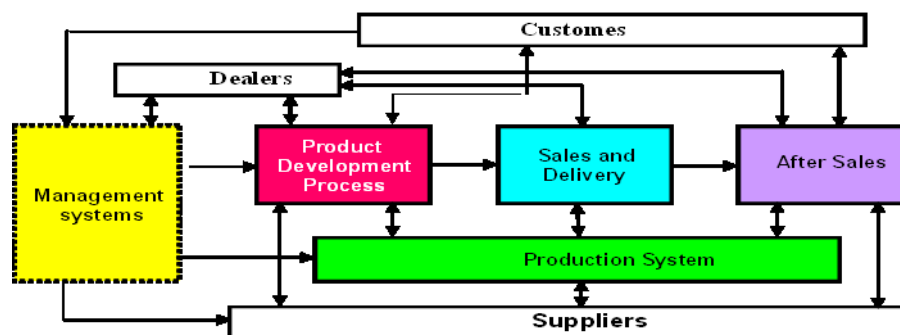 Customes
Dealers
Product
Development
Process
Sales and
Delivery
After Sales
Management
systems
Production System
Suppliers